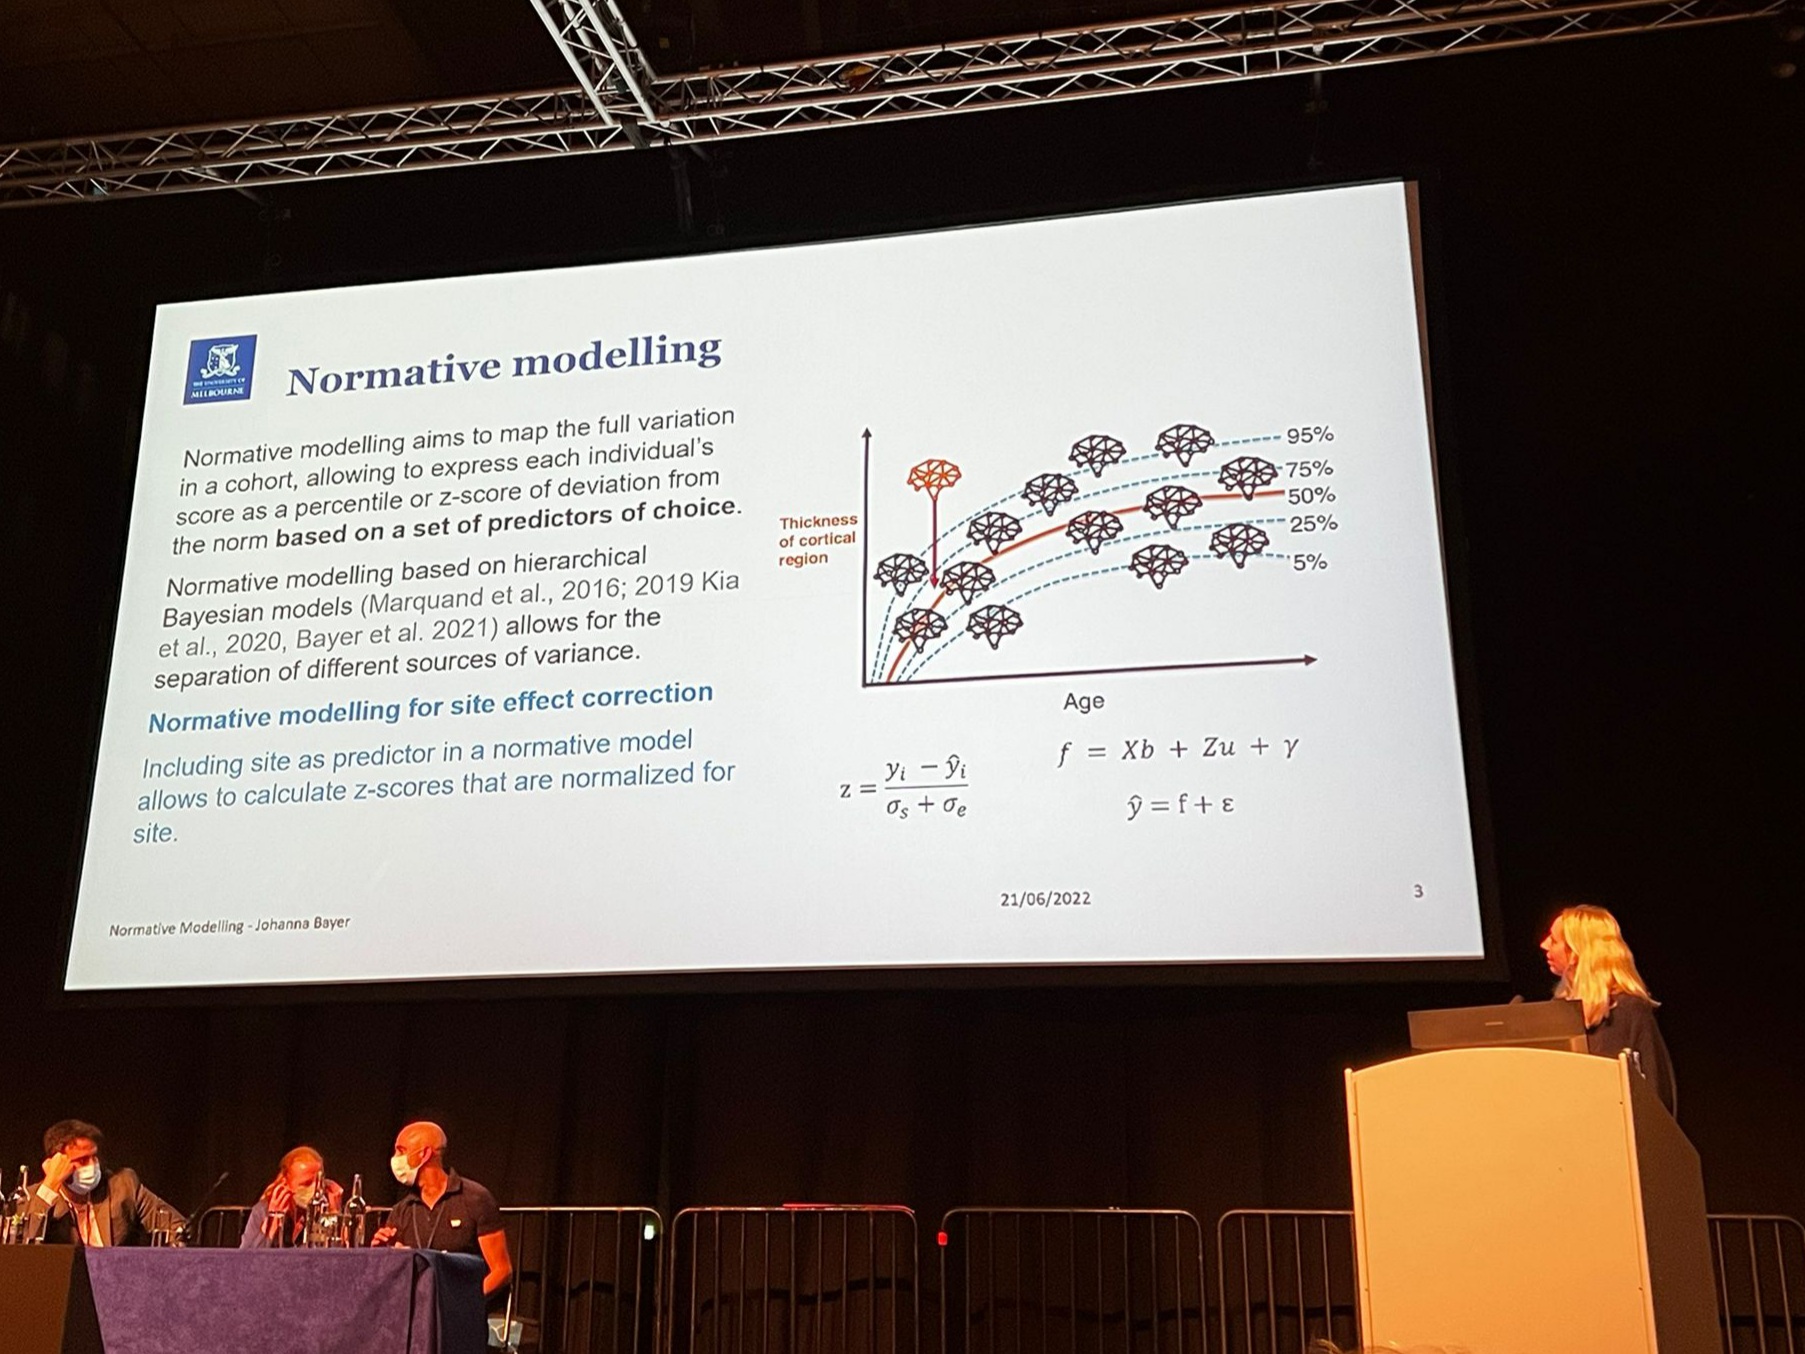 THE UNIVERSITY OF
MELBOURNE
Normative modelling
Normative modelling aims to map the full variation
in a cohort, allowing to express each individual's
score as a percentile or z-score of deviation from
the norm based on a set of predictors of choice.
Normative modelling based on hierarchical
Bayesian models (Marquand et al., 2016; 2019 Kia
et al., 2020, Bayer et al. 2021) allows for the
separation of different sources of variance.
Normative modelling for site effect correction
Including site as predictor in a normative model
allows to calculate z-scores that are normalized for
site.
Thickness
of cortical
region
95%
75%
50%
25%
5%
Age
z = (yᵢ − ŷᵢ) / (σₛ + σₑ)
f = Xb + Zu + γ
ŷ = f + ε
Normative Modelling - Johanna Bayer
21/06/2022
3